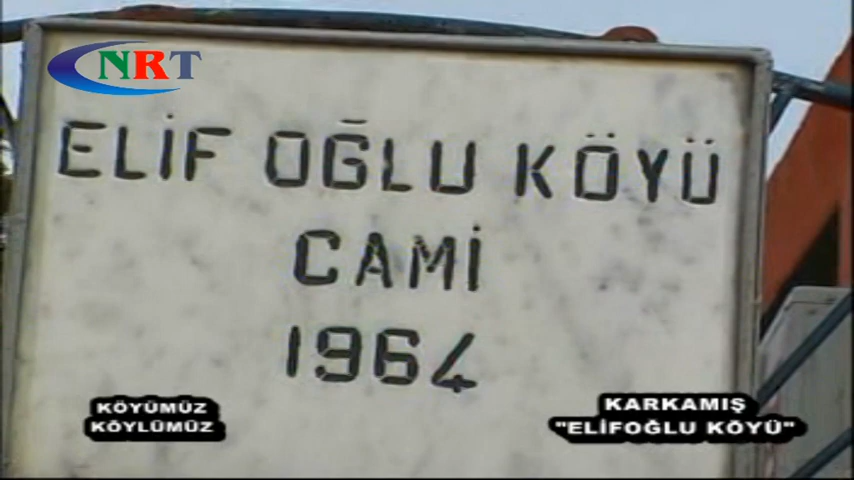 NRT
ELİF OĞLU KÖYÜ
CAMİ
1964
KÖYÜMÜZ
KÖYLÜMÜZ
KARKAMIŞ
"ELİFOĞLU KÖYÜ"